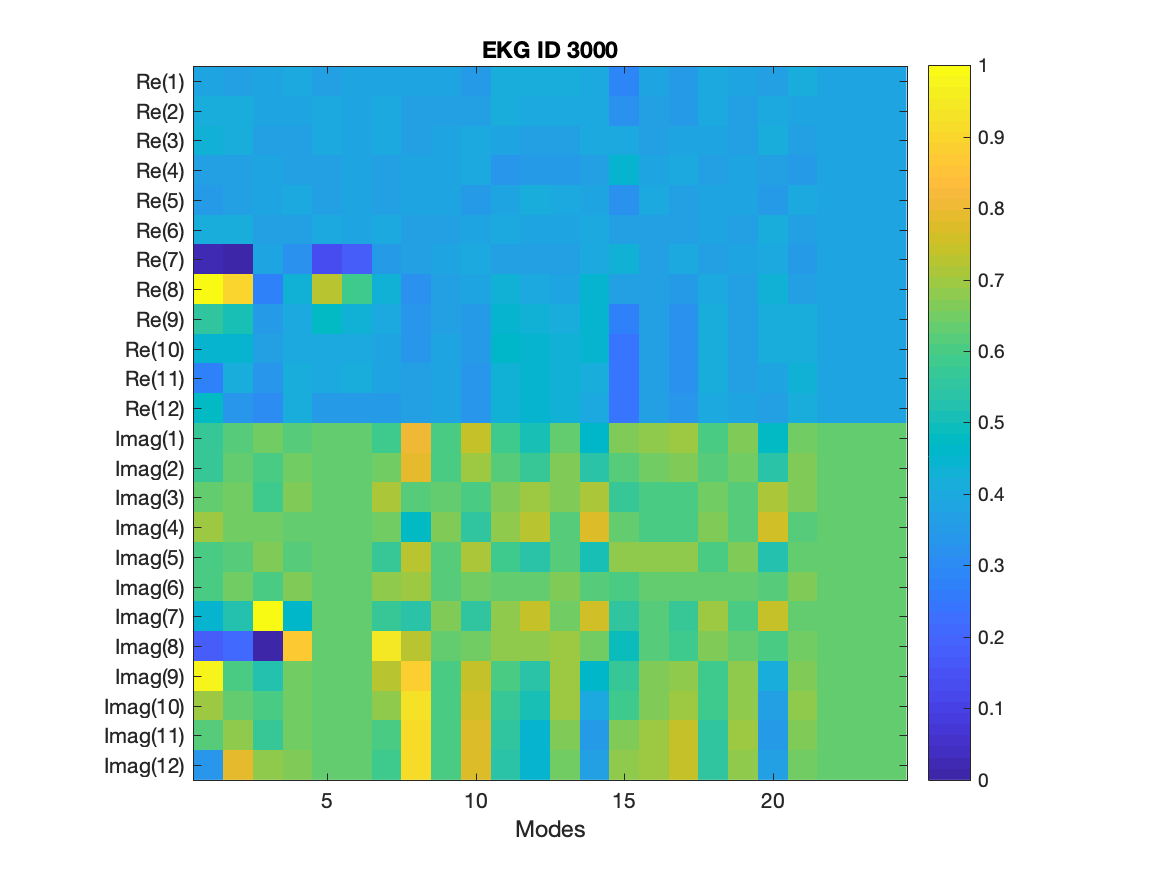 EKG ID 3000
Re(1)
Re(2)
Re(3)
Re(4)
Re(5)
Re(6)
Re(7)
Re(8)
Re(9)
Re(10)
Re(11)
Re(12)
Imag(1)
Imag(2)
Imag(3)
Imag(4)
Imag(5)
Imag(6)
Imag(7)
Imag(8)
Imag(9)
Imag(10)
Imag(11)
Imag(12)
5 10 15 20
Modes
1
0.9
0.8
0.7
0.6
0.5
0.4
0.3
0.2
0.1
0